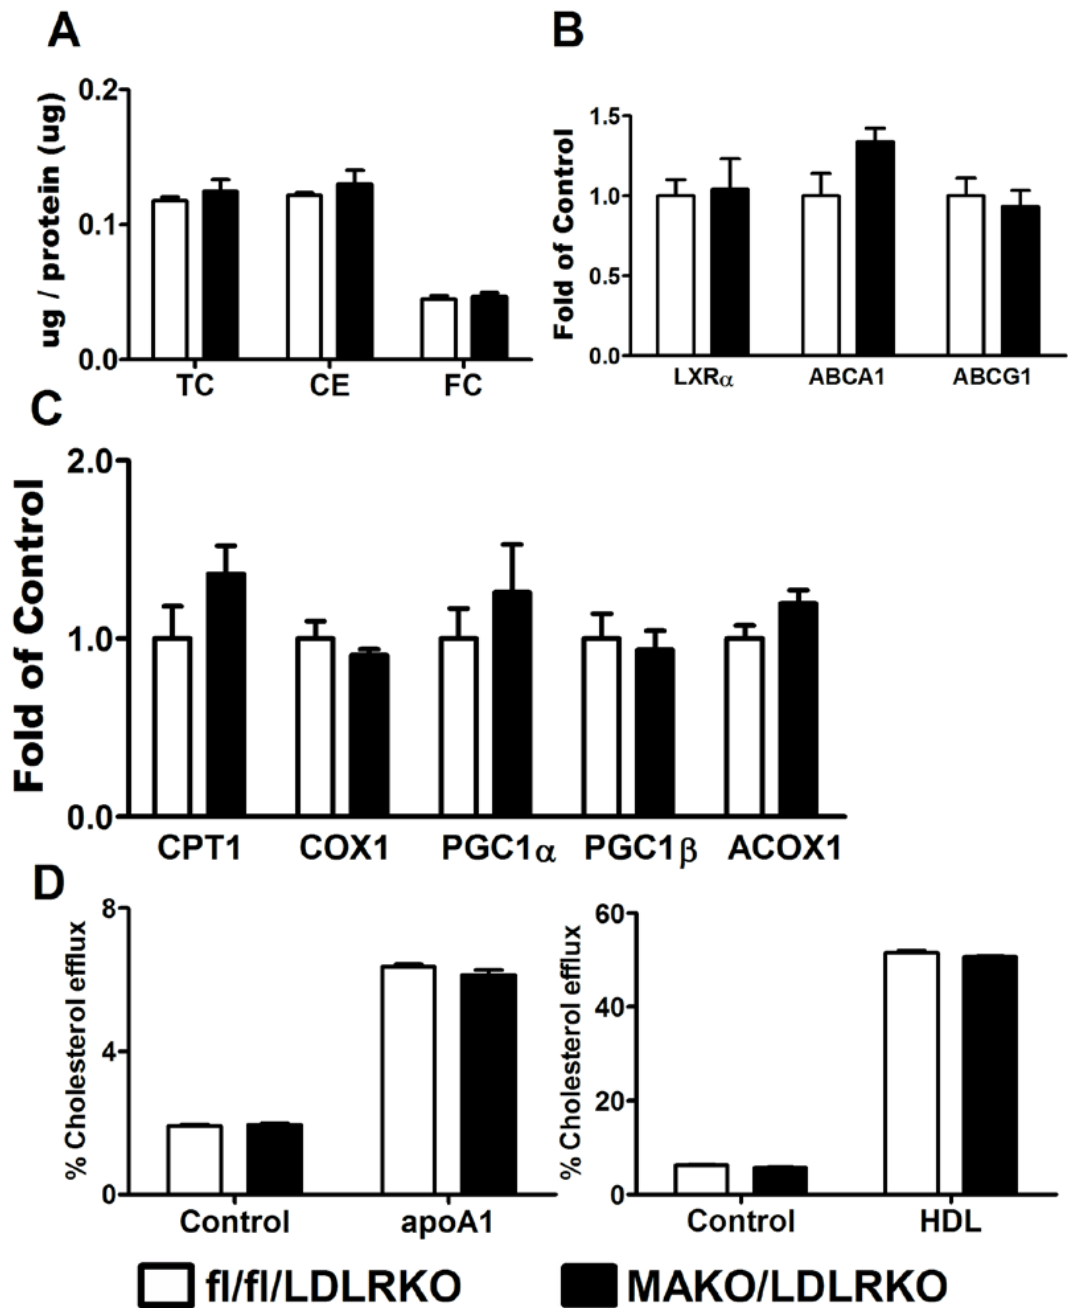 A
ug / protein (ug)
0.2
0.1
0.0
TC CE FC
B
Fold of Control
1.5
1.0
0.5
0.0
LXRα ABCA1 ABCG1
C
Fold of Control
2.0
1.0
0.0
CPT1 COX1 PGC1α PGC1β ACOX1
D
% Cholesterol efflux
8
4
0
Control apoA1
% Cholesterol efflux
60
40
20
0
Control HDL
fl/fl/LDLRKO MAKO/LDLRKO